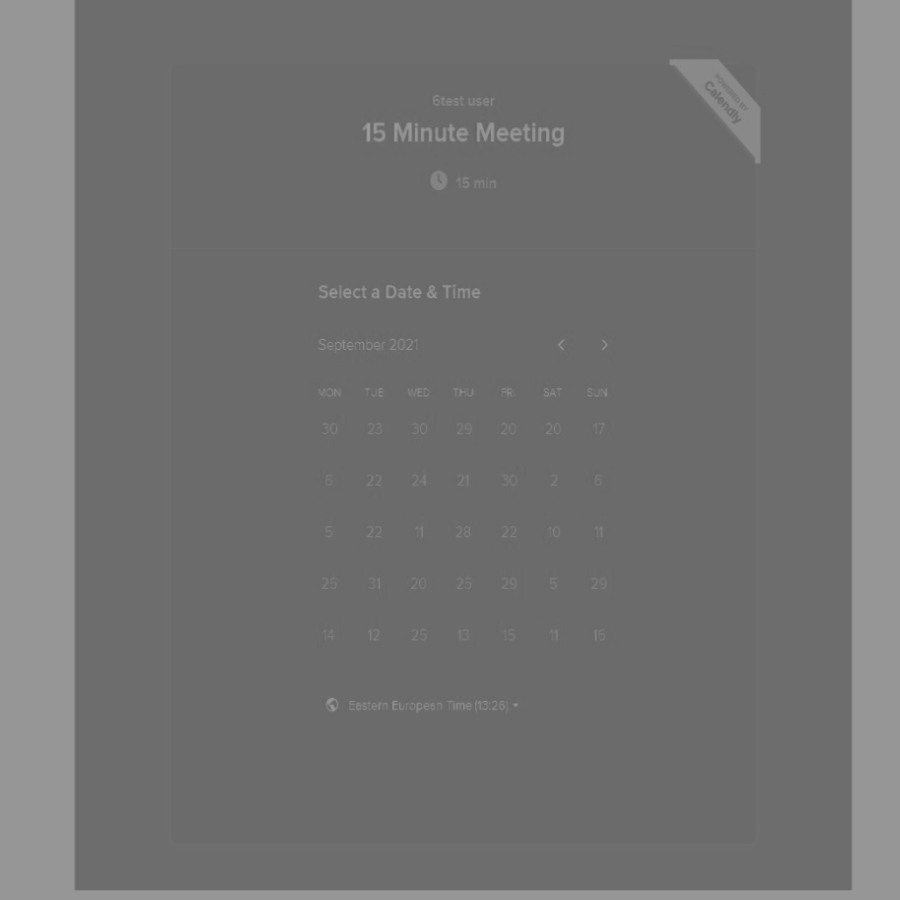 POWERED BY
Calendly
6test user
15 Minute Meeting
15 min
Select a Date & Time
September 2021
MON TUE WED THU FRI SAT SUN
30 23 30 29 20 20 17
6 22 24 21 30 2 6
5 22 11 28 22 10 11
25 31 20 25 29 5 29
14 12 25 13 15 11 15
Eastern European Time (13:26)